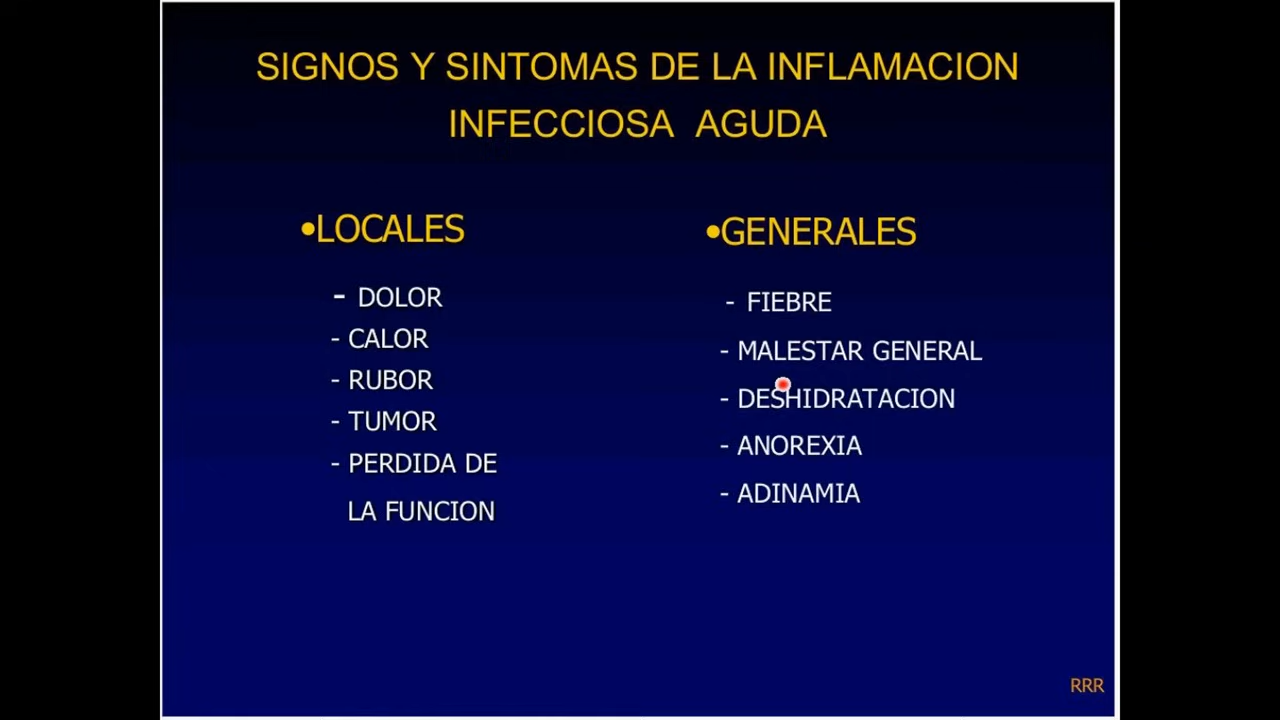 SIGNOS Y SINTOMAS DE LA INFLAMACION
INFECCIOSA AGUDA
•LOCALES
- DOLOR
- CALOR
- RUBOR
- TUMOR
- PERDIDA DE
LA FUNCION
•GENERALES
- FIEBRE
- MALESTAR GENERAL
- DESHIDRATACION
- ANOREXIA
- ADINAMIA
RRR